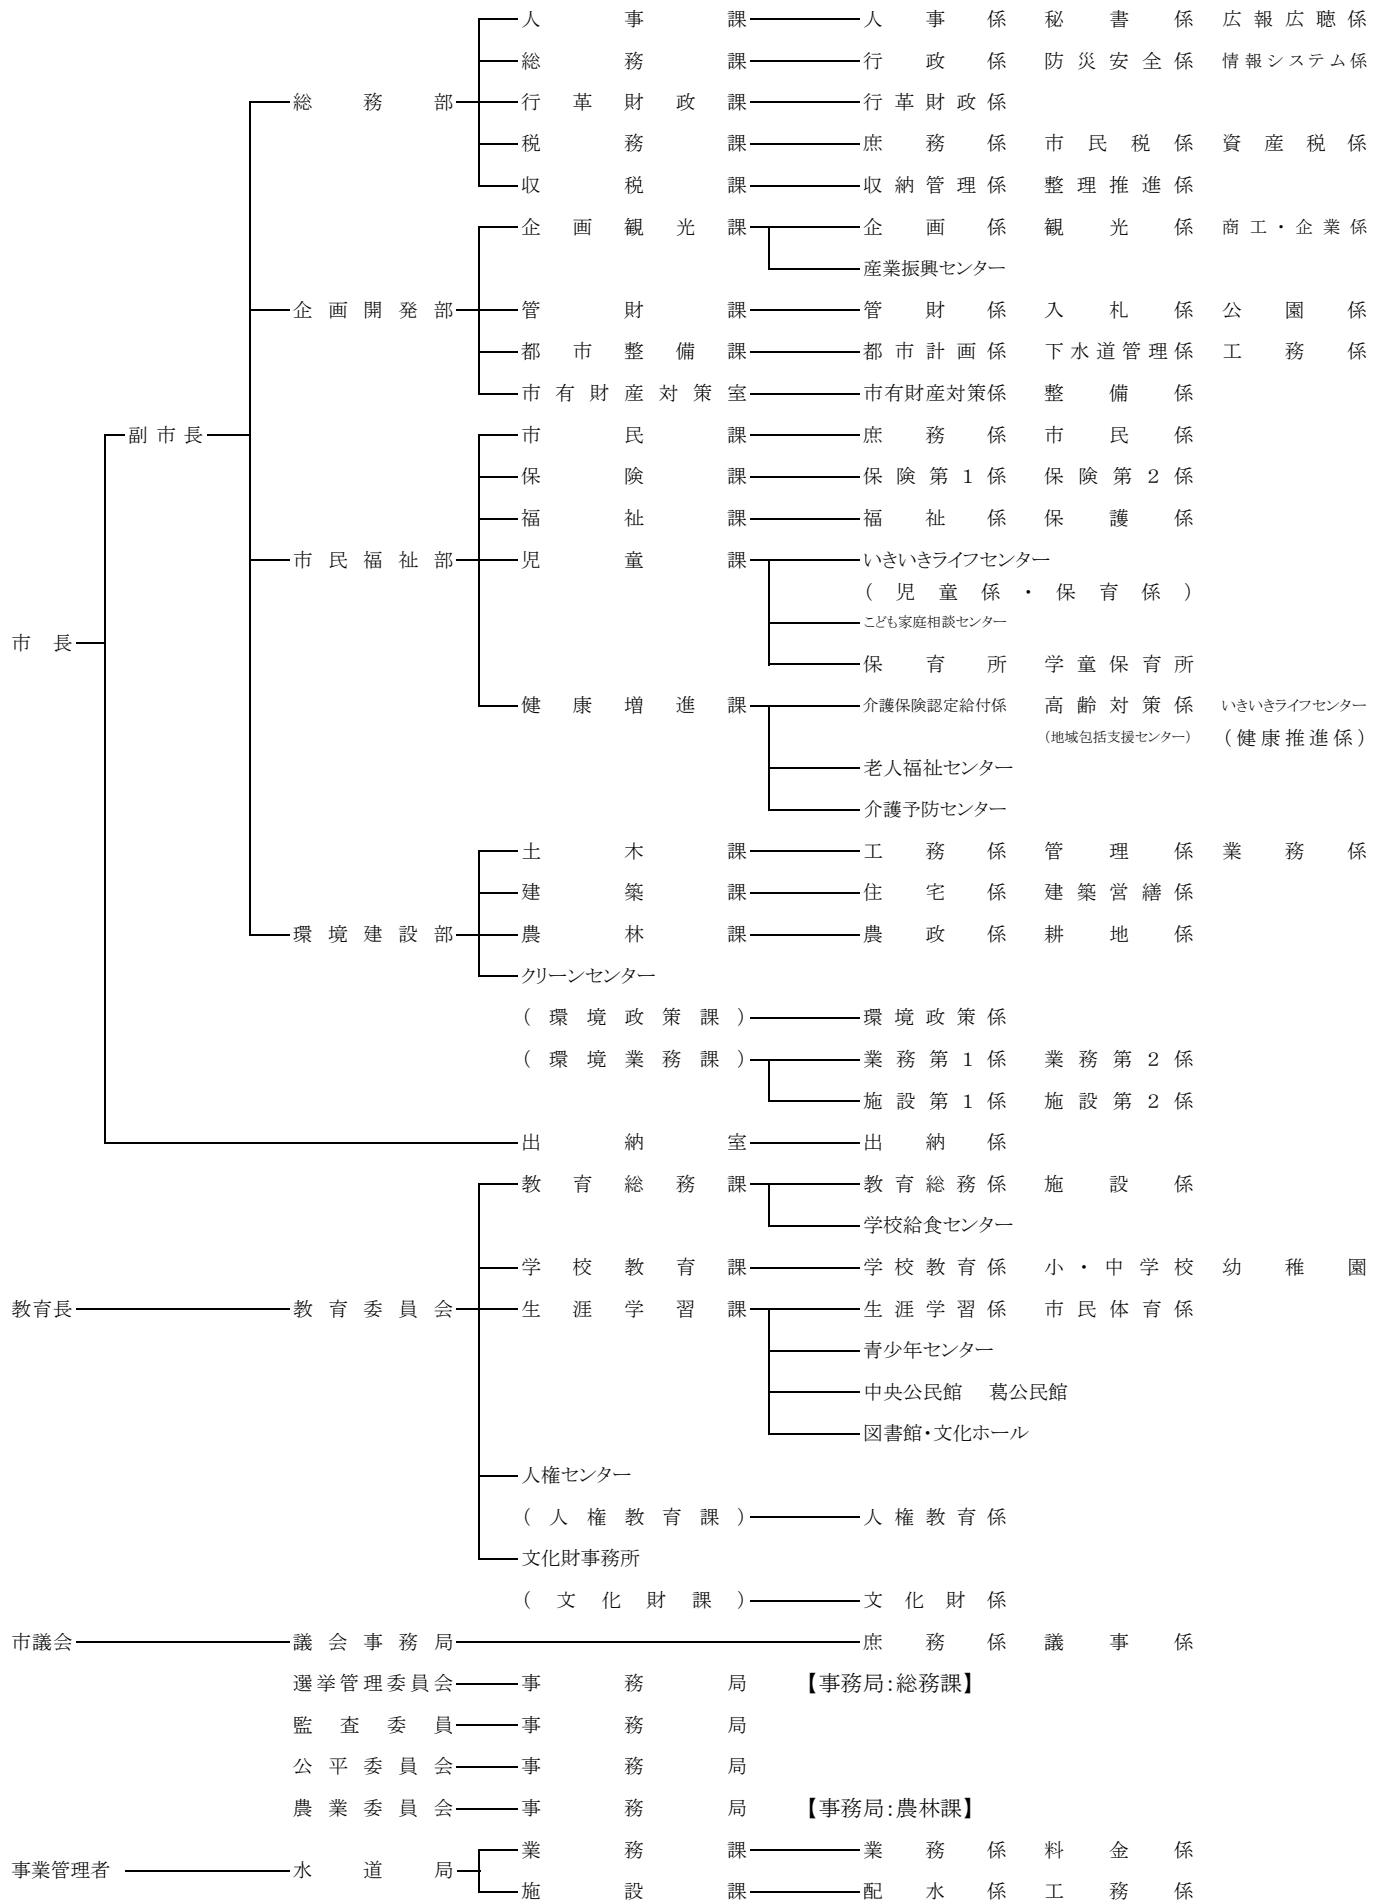 人事課 人事係 秘書係 広報広聴係
総務課 行政係 防災安全係 情報システム係
総務部 行革財政課 行革財政係
税務課 庶務係 市民税係 資産税係
収税課 収納管理係 整理推進係
企画観光課 企画係 観光係 商工・企業係
産業振興センター
企画開発部 管財課 管財係 入札係 公園係
都市整備課 都市計画係 下水道管理係 工務係
市有財産対策室 市有財産対策係 整備係
副市長 市民課 庶務係 市民係
保険課 保険第1係 保険第2係
福祉課 福祉係 保護係
市民福祉部 児童課 いきいきライフセンター
(児童係・保育係)
こども家庭相談センター
市長
保育所 学童保育所
健康増進課 介護保険認定給付係 高齢対策係 いきいきライフセンター
(地域包括支援センター) (健康推進係)
老人福祉センター
介護予防センター
土木課 工務係 管理係 業務係
建築課 住宅係 建築営繕係
環境建設部 農林課 農政係 耕地係
クリーンセンター
(環境政策課) 環境政策係
(環境業務課) 業務第1係 業務第2係
施設第1係 施設第2係
出納室 出納係
教育総務課 教育総務係 施設係
学校給食センター
学校教育課 学校教育係 小・中学校 幼稚園
教育長 教育委員会 生涯学習課 生涯学習係 市民体育係
青少年センター
中央公民館 葛公民館
図書館・文化ホール
人権センター
(人権教育課) 人権教育係
文化財事務所
(文化財課) 文化財係
市議会 議会事務局 庶務係 議事係
選挙管理委員会 事務局 【事務局:総務課】
監査委員 事務局
公平委員会 事務局
農業委員会 事務局 【事務局:農林課】
業務課 業務係 料金係
事業管理者 水道局
施設課 配水係 工務係